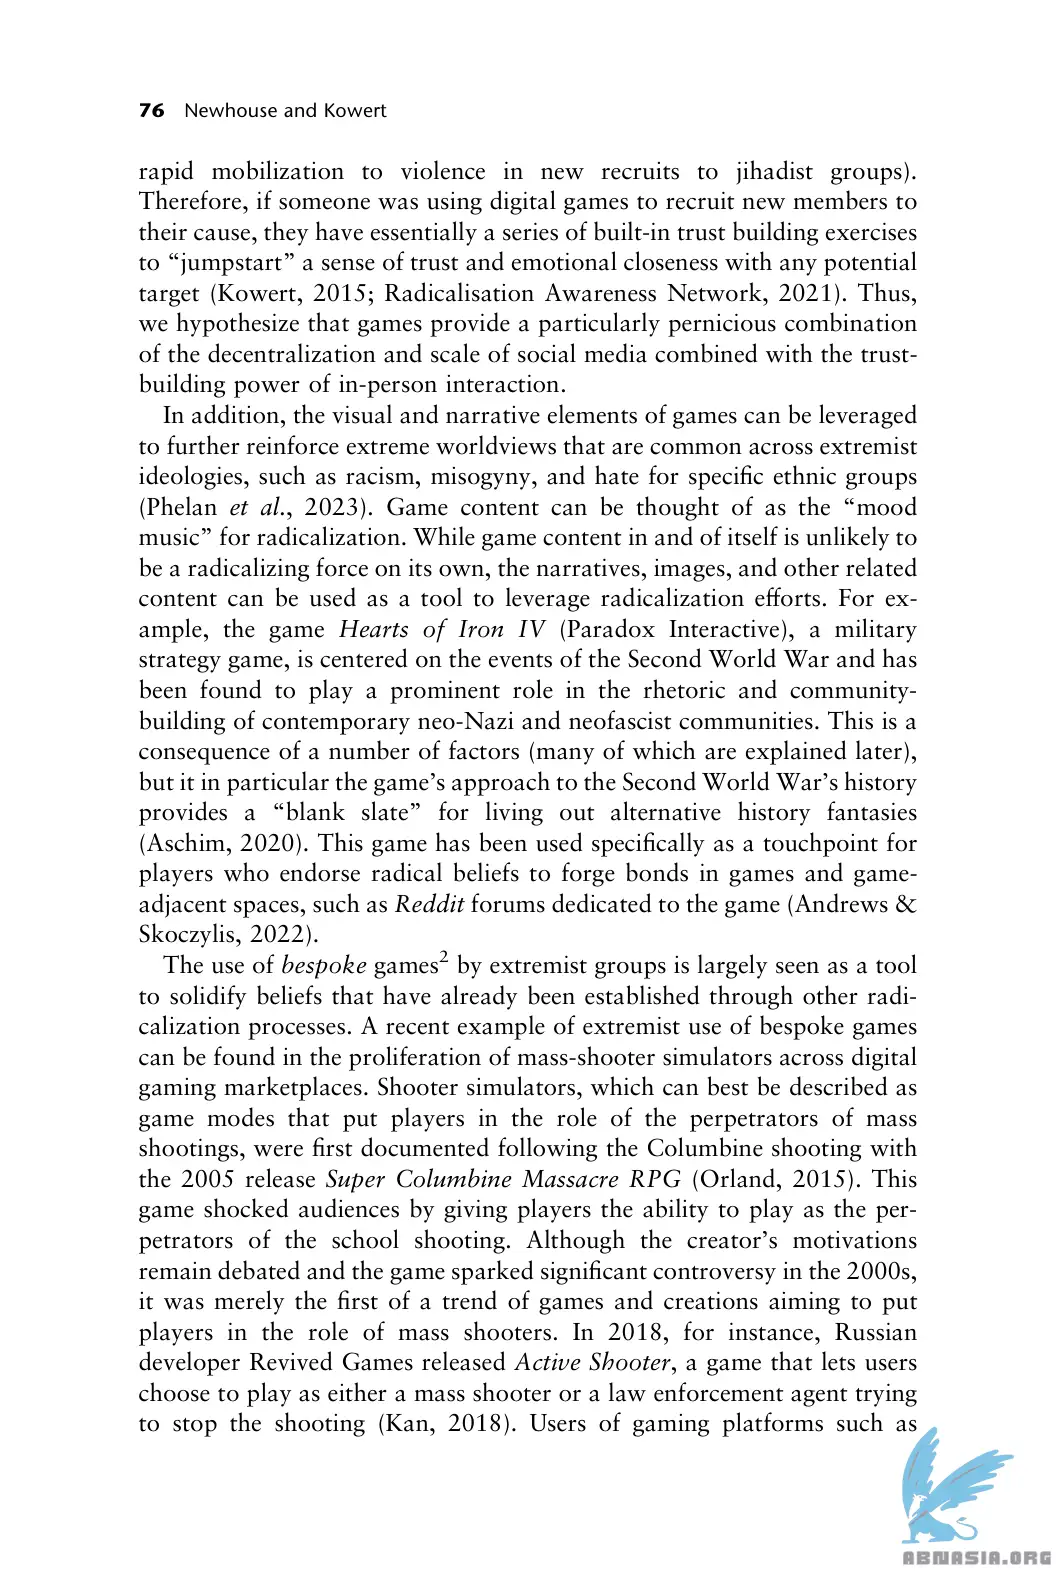 76 Newhouse and Kowert
rapid mobilization to violence in new recruits to jihadist groups).
Therefore, if someone was using digital games to recruit new members to
their cause, they have essentially a series of built-in trust building exercises
to “jumpstart” a sense of trust and emotional closeness with any potential
target (Kowert, 2015; Radicalisation Awareness Network, 2021). Thus,
we hypothesize that games provide a particularly pernicious combination
of the decentralization and scale of social media combined with the trust-
building power of in-person interaction.
In addition, the visual and narrative elements of games can be leveraged
to further reinforce extreme worldviews that are common across extremist
ideologies, such as racism, misogyny, and hate for specific ethnic groups
(Phelan et al., 2023). Game content can be thought of as the “mood
music” for radicalization. While game content in and of itself is unlikely to
be a radicalizing force on its own, the narratives, images, and other related
content can be used as a tool to leverage radicalization efforts. For ex-
ample, the game Hearts of Iron IV (Paradox Interactive), a military
strategy game, is centered on the events of the Second World War and has
been found to play a prominent role in the rhetoric and community-
building of contemporary neo-Nazi and neofascist communities. This is a
consequence of a number of factors (many of which are explained later),
but it in particular the game’s approach to the Second World War’s history
provides a “blank slate” for living out alternative history fantasies
(Aschim, 2020). This game has been used specifically as a touchpoint for
players who endorse radical beliefs to forge bonds in games and game-
adjacent spaces, such as Reddit forums dedicated to the game (Andrews &
Skoczylis, 2022).
The use of bespoke games2 by extremist groups is largely seen as a tool
to solidify beliefs that have already been established through other radi-
calization processes. A recent example of extremist use of bespoke games
can be found in the proliferation of mass-shooter simulators across digital
gaming marketplaces. Shooter simulators, which can best be described as
game modes that put players in the role of the perpetrators of mass
shootings, were first documented following the Columbine shooting with
the 2005 release Super Columbine Massacre RPG (Orland, 2015). This
game shocked audiences by giving players the ability to play as the per-
petrators of the school shooting. Although the creator’s motivations
remain debated and the game sparked significant controversy in the 2000s,
it was merely the first of a trend of games and creations aiming to put
players in the role of mass shooters. In 2018, for instance, Russian
developer Revived Games released Active Shooter, a game that lets users
choose to play as either a mass shooter or a law enforcement agent trying
to stop the shooting (Kan, 2018). Users of gaming platforms such as
ABNASIA.ORG